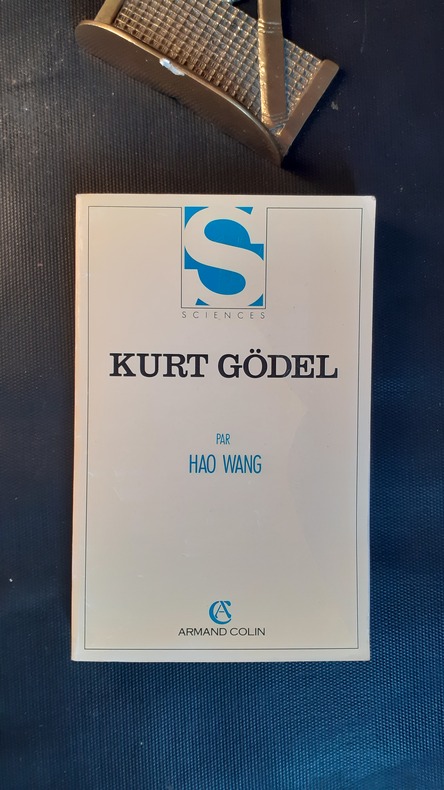 S
SCIENCES
KURT GÖDEL
PAR
HAO WANG
AC
ARMAND COLIN